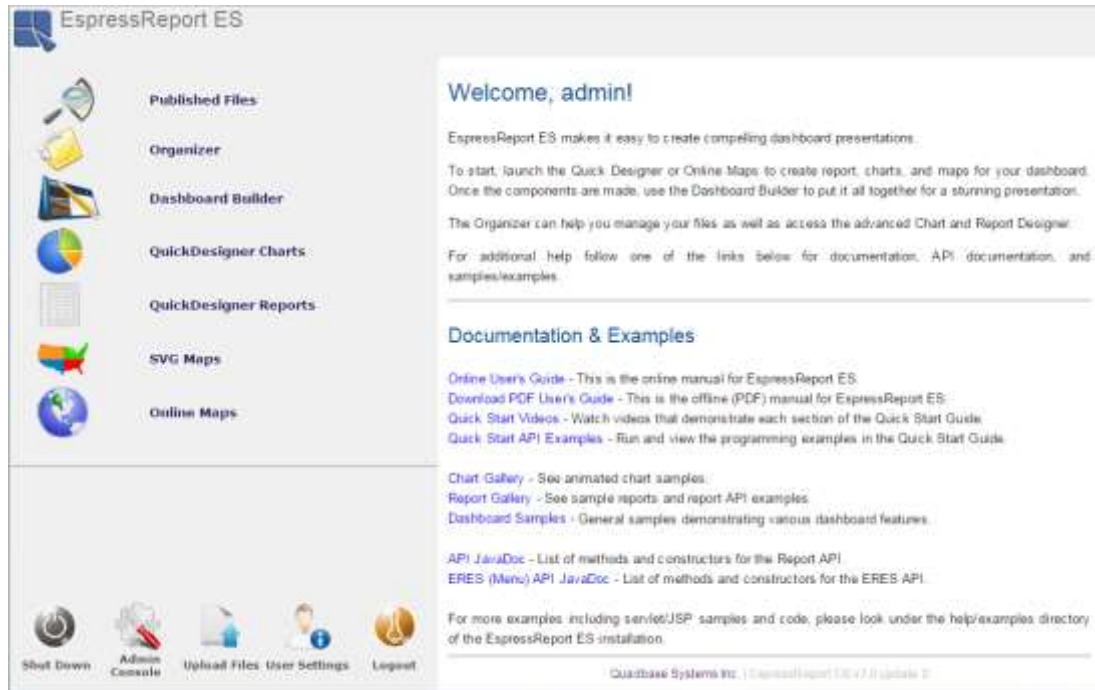 EspressReport ES
Published Files
Organizer
Dashboard Builder
QuickDesigner Charts
QuickDesigner Reports
SVG Maps
Online Maps
Shut Down
Admin Console
Upload Files
User Settings
Logout
Welcome, admin!
EspressReport ES makes it easy to create compelling dashboard presentations.
To start, launch the Quick Designer or Online Maps to create report, charts, and maps for your dashboard.
Once the components are made, use the Dashboard Builder to put it all together for a stunning presentation.
The Organizer can help you manage your files as well as access the advanced Chart and Report Designer.
For additional help follow one of the links below for documentation, API documentation, and
samples/examples.
Documentation & Examples
Online User's Guide - This is the online manual for EspressReport ES.
Download PDF User's Guide - This is the offline (PDF) manual for EspressReport ES.
Quick Start Videos - Watch videos that demonstrate each section of the Quick Start Guide.
Quick Start API Examples - Run and view the programming examples in the Quick Start Guide.
Chart Gallery - See animated chart samples.
Report Gallery - See sample reports and report API examples.
Dashboard Samples - General samples demonstrating various dashboard features.
API JavaDoc - List of methods and constructors for the Report API.
ERES (Menu) API JavaDoc - List of methods and constructors for the ERES API.
For more examples including servlet/JSP samples and code, please look under the help/examples directory
of the EspressReport ES installation.
Quadbase Systems Inc. | EspressReport ES v7.0 update